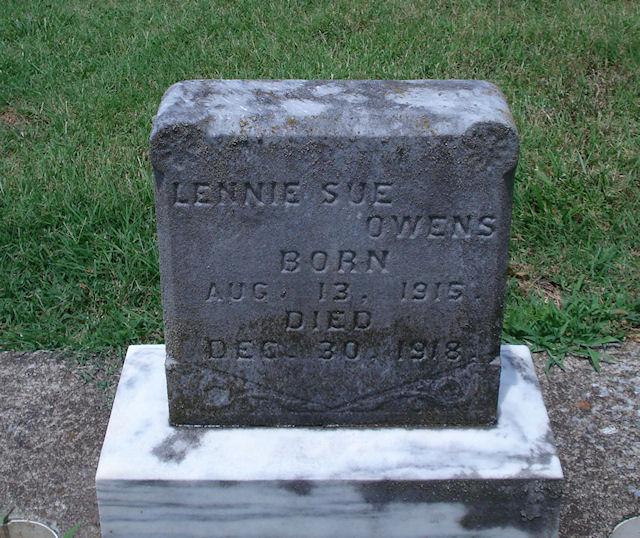 LENNIE SUE
OWENS
BORN
AUG. 13, 1915.
DIED
DEC. 30, 1918.